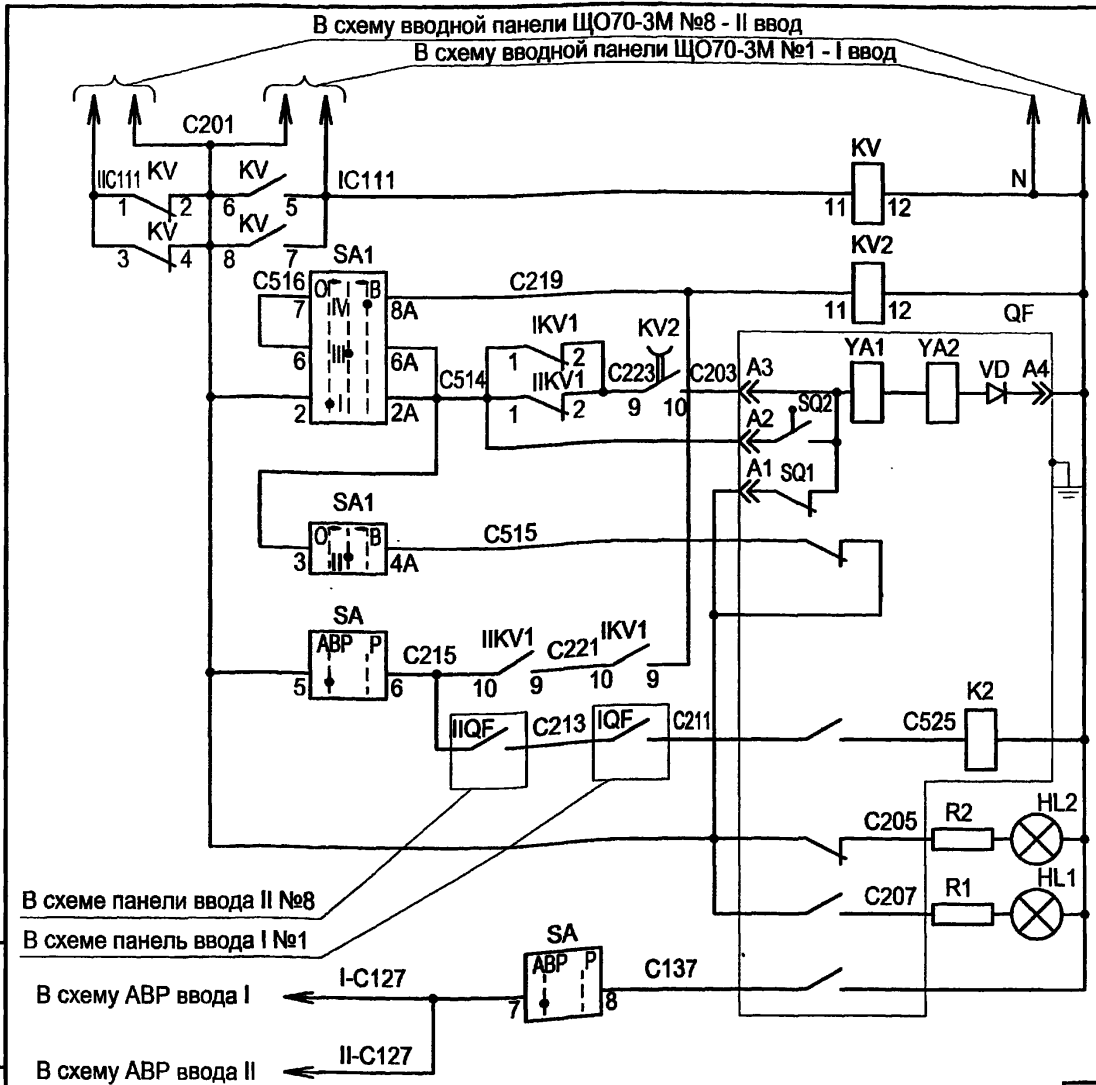 В схему вводной панели ЩО70-3М №8 - II ввод
В схему вводной панели ЩО70-3М №1 - I ввод
C201
KV
IIC111 KV KV IC111 N
1 2 6 5 11 12
KV KV KV2
3 4 8 7
SA1
C516 C219
O IV B
7 8A 11 12
QF
IKV1 KV2
YA1 YA2 VD A4
III
6 6A 1 2 A3
C514 IIKV1 C223 C203
I
2 2A 1 2 9 10
A2 SQ2
A1 SQ1
SA1
O B C515
II
3 4A
SA
АВР Р
5 6
C215 IIKV1 C221 IKV1
10 9 10 9
K2
IIQF C213 IQF C211 C525
C205 R2 HL2
C207 R1 HL1
В схеме панели ввода II №8
В схеме панель ввода I №1
SA
АВР Р C137
7 8
В схему АВР ввода I I-C127
В схему АВР ввода II II-C127